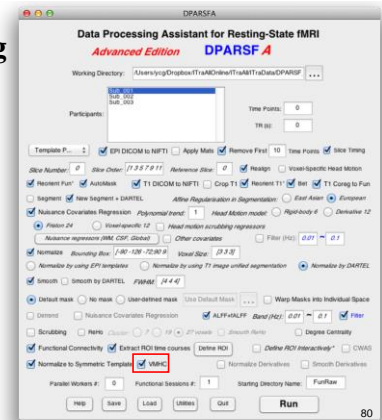 g
DPARSFA
Data Processing Assistant for Resting-State fMRI
Advanced Edition DPARSF A
Working Directory: /Users/ycg/Dropbox/ITraAllOnline/ITraAll/ITraData/DPARSF ...
Participants:
Sub_001
Sub_002
Sub_003
Time Points: 0
TR (s): 0
Template P... EPI DICOM to NIFTI Apply Mats Remove First 10 Time Points Slice Timing
Slice Number: 0 Slice Order: [1 3 5 7 9 11 Reference Slice: 0 Realign Voxel-Specific Head Motion
Reorient Fun* AutoMask T1 DICOM to NIFTI Crop T1 Reorient T1* Bet T1 Coreg to Fun
Segment New Segment + DARTEL Affine Regularisation in Segmentation: East Asian European
Nuisance Covariates Regression Polynomial trend: 1 Head Motion model: Rigid-body 6 Derivative 12
Friston 24 Voxel-specific 12 Head motion scrubbing regressors
Nuisance regressors (WM, CSF, Global) Other covariates Filter (Hz): 0.01 ~ 0.1
Normalize Bounding Box: [-90 -126 -72;90 9 Voxel Size: [3 3 3]
Normalize by using EPI templates Normalize by using T1 image unified segmentation Normalize by DARTEL
Smooth Smooth by DARTEL FWHM: [4 4 4]
Default mask No mask User-defined mask Use Default Mask ... Warp Masks into Individual Space
Detrend Nuisance Covariates Regression ALFF+fALFF Band (Hz): 0.01 ~ 0.1 Filter
Scrubbing ReHo Cluster 7 19 27 voxels Smooth ReHo Degree Centrality
Functional Connectivity Extract ROI time courses Define ROI Define ROI Interactively* CWAS
Normalize to Symmetric Template VMHC Normalize Derivatives Smooth Derivatives
Parallel Workers #: 0 Functional Sessions #: 1 Starting Directory Name: FunRaw
Help Save Load Utilities Quit Run
80